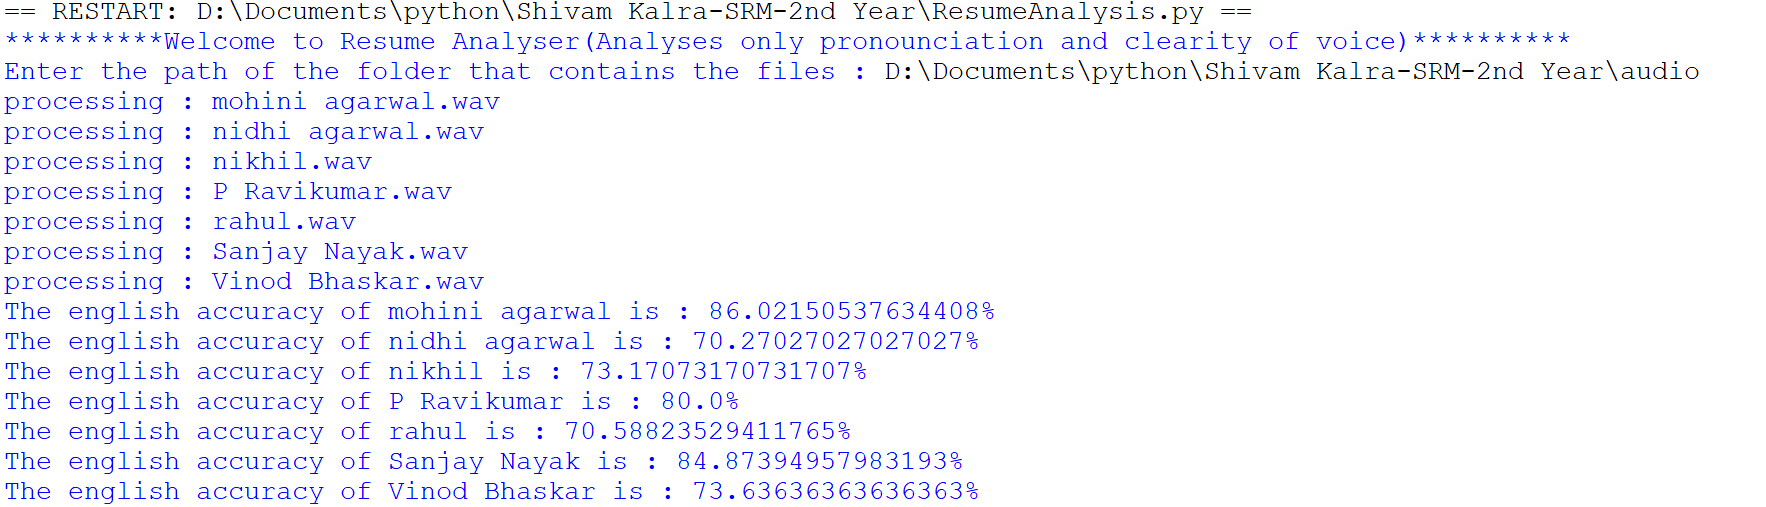 == RESTART: D:\Documents\python\Shivam Kalra-SRM-2nd Year\ResumeAnalysis.py ==
**********Welcome to Resume Analyser(Analyses only pronounciation and clearity of voice)**********
Enter the path of the folder that contains the files : D:\Documents\python\Shivam Kalra-SRM-2nd Year\audio
processing : mohini agarwal.wav
processing : nidhi agarwal.wav
processing : nikhil.wav
processing : P Ravikumar.wav
processing : rahul.wav
processing : Sanjay Nayak.wav
processing : Vinod Bhaskar.wav
The english accuracy of mohini agarwal is : 86.02150537634408%
The english accuracy of nidhi agarwal is : 70.27027027027027%
The english accuracy of nikhil is : 73.17073170731707%
The english accuracy of P Ravikumar is : 80.0%
The english accuracy of rahul is : 70.58823529411765%
The english accuracy of Sanjay Nayak is : 84.87394957983193%
The english accuracy of Vinod Bhaskar is : 73.63636363636363%